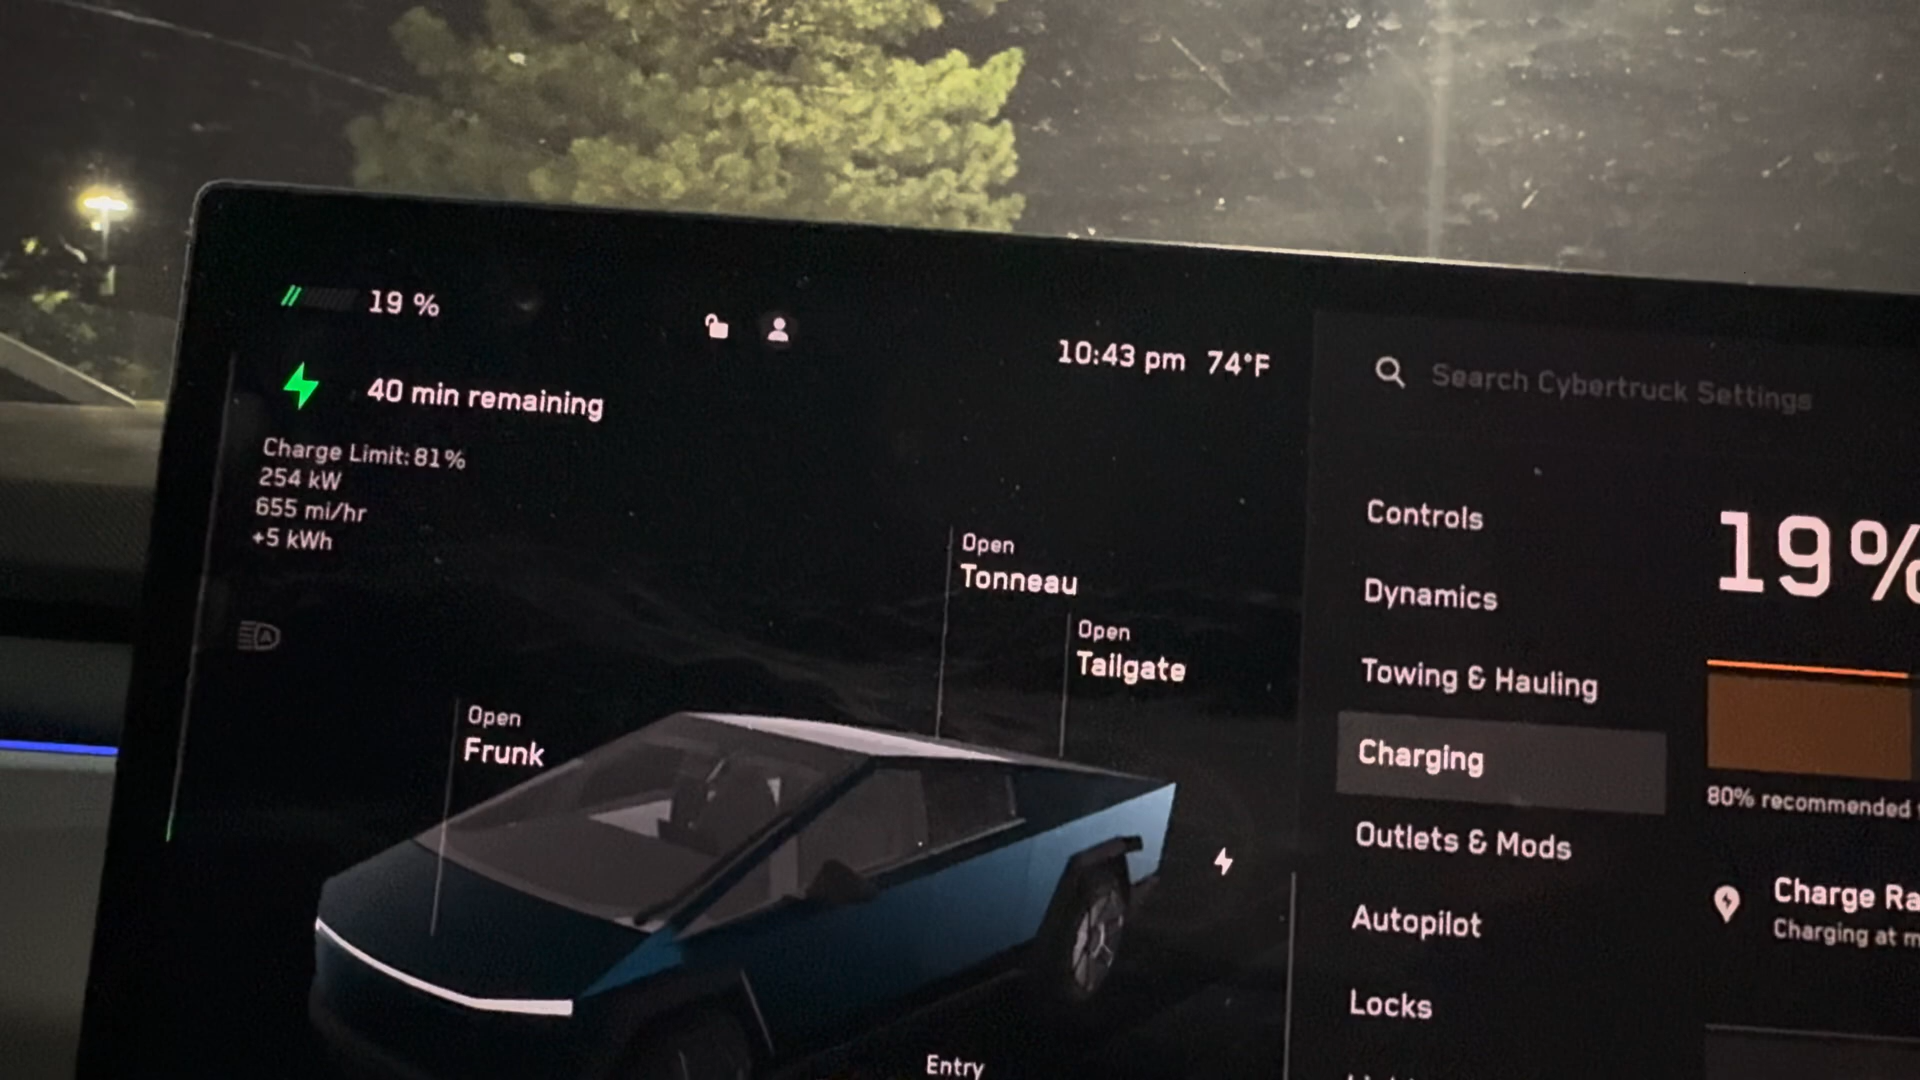 19 %
40 min remaining
Charge Limit: 81%
254 kW
655 mi/hr
+5 kWh
10:43 pm 74°F
Open
Tonneau
Open
Tailgate
Open
Frunk
Entry
Search Cybertruck Settings
Controls
Dynamics
Towing & Hauling
Charging
Outlets & Mods
Autopilot
Locks
19%
80% recommended
Charge
Charging at